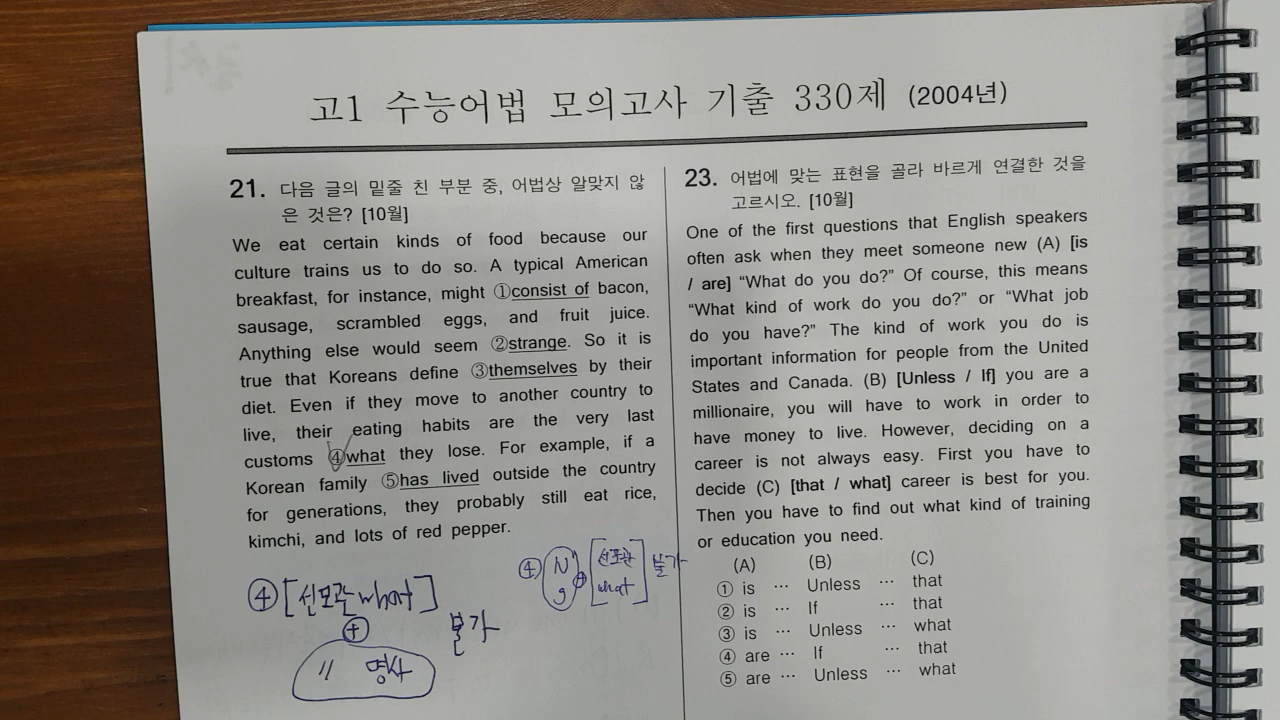 고1 수능어법 모의고사 기출 330제 (2004년)
21. 다음 글의 밑줄 친 부분 중, 어법상 알맞지 않
은 것은? [10월]
We eat certain kinds of food because our
culture trains us to do so. A typical American
breakfast, for instance, might ①consist of bacon,
sausage, scrambled eggs, and fruit juice.
Anything else would seem ②strange. So it is
true that Koreans define ③themselves by their
diet. Even if they move to another country to
live, their eating habits are the very last
customs ④what they lose. For example, if a
Korean family ⑤has lived outside the country
for generations, they probably still eat rice,
kimchi, and lots of red pepper.
④ [선모관 what]
⊕ 불가
〃 명사
④ N
⊕ [선포관
what] 불가
23. 어법에 맞는 표현을 골라 바르게 연결한 것을
고르시오. [10월]
One of the first questions that English speakers
often ask when they meet someone new (A) [is
/ are] “What do you do?” Of course, this means
“What kind of work do you do?” or “What job
do you have?” The kind of work you do is
important information for people from the United
States and Canada. (B) [Unless / If] you are a
millionaire, you will have to work in order to
have money to live. However, deciding on a
career is not always easy. First you have to
decide (C) [that / what] career is best for you.
Then you have to find out what kind of training
or education you need.
(A) (B) (C)
① is … Unless … that
② is … If … that
③ is … Unless … what
④ are … If … that
⑤ are … Unless … what